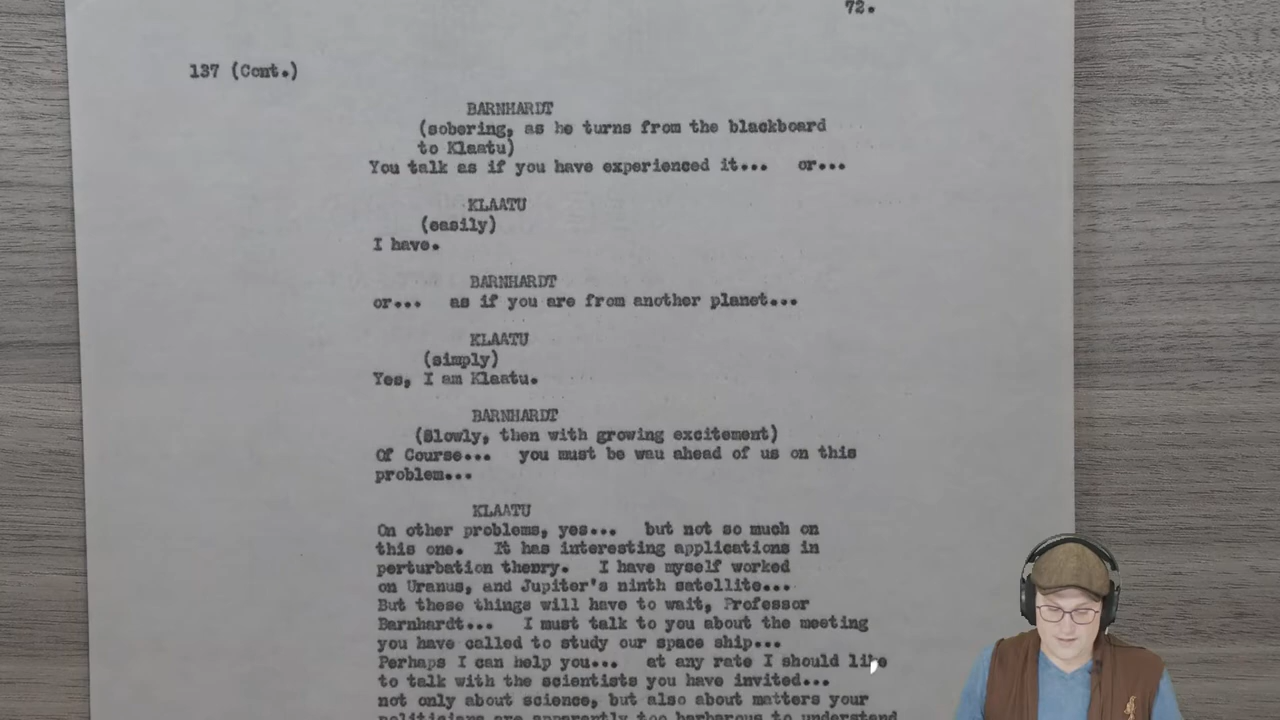 72.
137 (Cont.)
BARNHARDT
(sobering, as he turns from the blackboard
to Klaatu)
You talk as if you have experienced it... or...
KLAATU
(easily)
I have.
BARNHARDT
or... as if you are from another planet...
KLAATU
(simply)
Yes, I am Klaatu.
BARNHARDT
(Slowly, then with growing excitement)
Of Course... you must be wau ahead of us on this
problem...
KLAATU
On other problems, yes... but not so much on
this one. It has interesting applications in
perturbation theory. I have myself worked
on Uranus, and Jupiter's ninth satellite...
But these things will have to wait, Professor
Barnhardt... I must talk to you about the meeting
you have called to study our space ship...
Perhaps I can help you... at any rate I should like
to talk with the scientists you have invited...
not only about science, but also about matters your
politicians are apparently too barbarous to understand